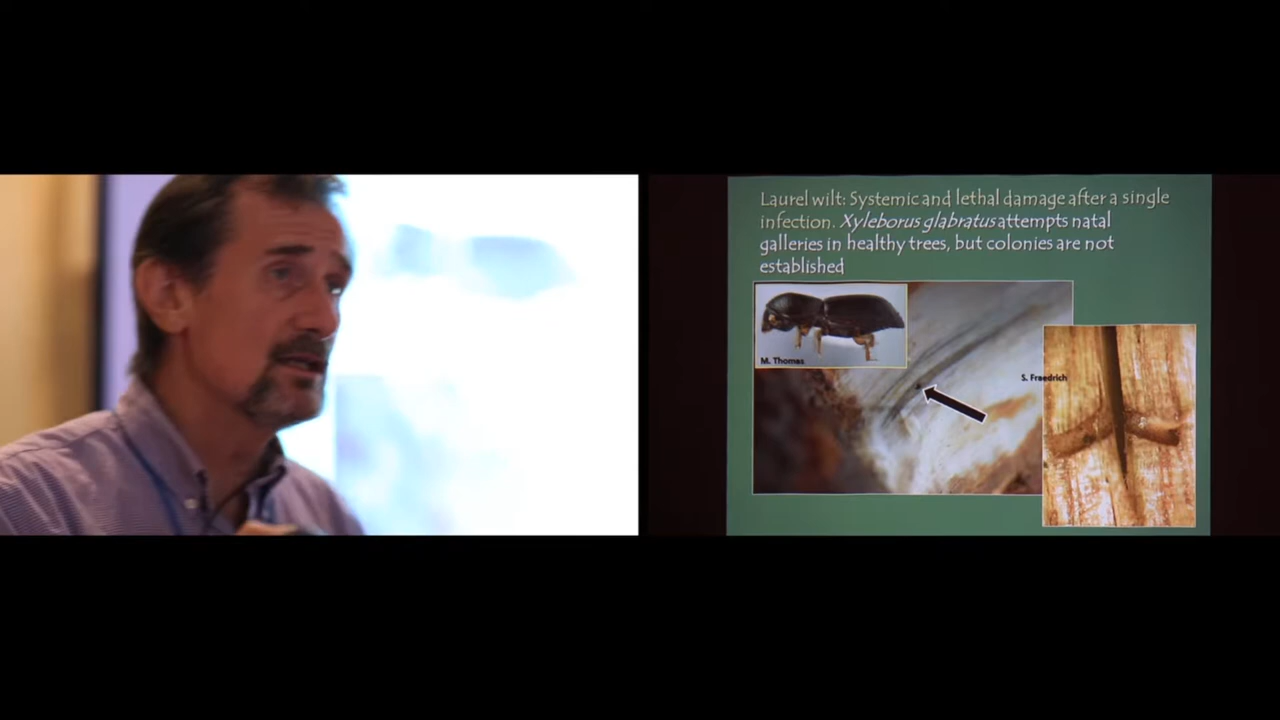 Laurel wilt: Systemic and lethal damage after a single
infection. Xyleborus glabratus attempts natal
galleries in healthy trees, but colonies are not
established
M. Thomas
S. Fraedrich